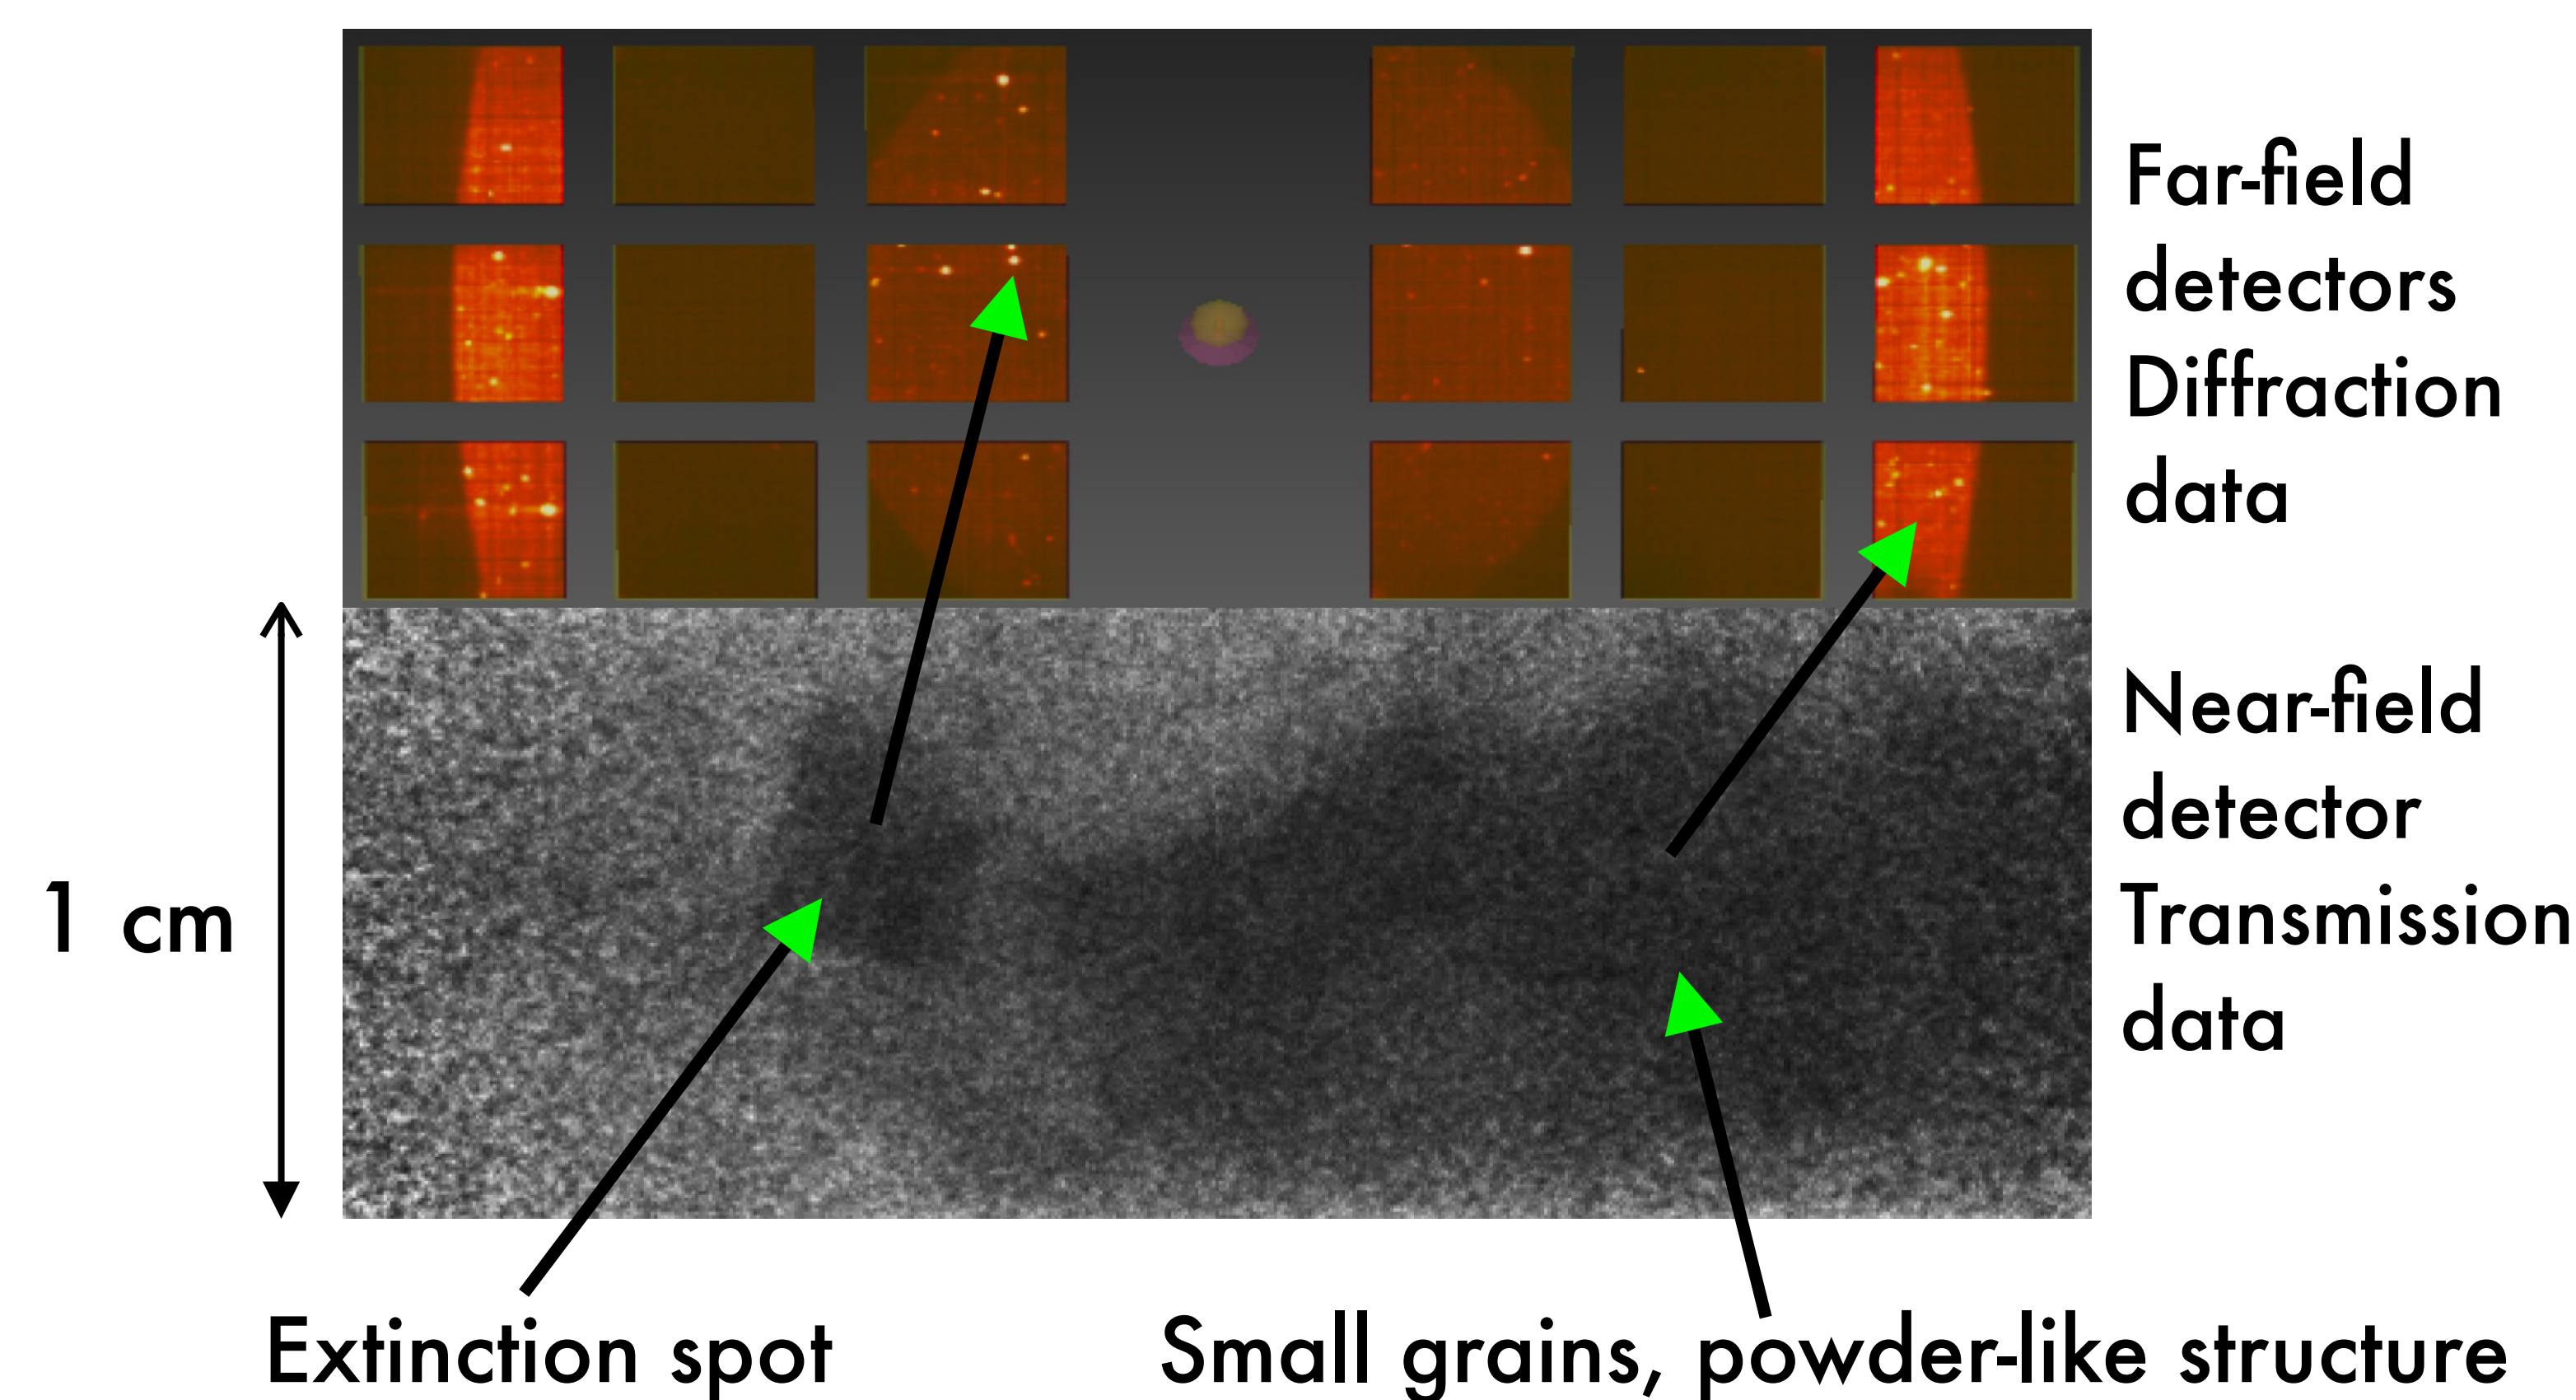 Far-field
detectors
Diffraction
data
Near-field
detector
Transmission
data
1 cm
Extinction spot
Small grains, powder-like structure